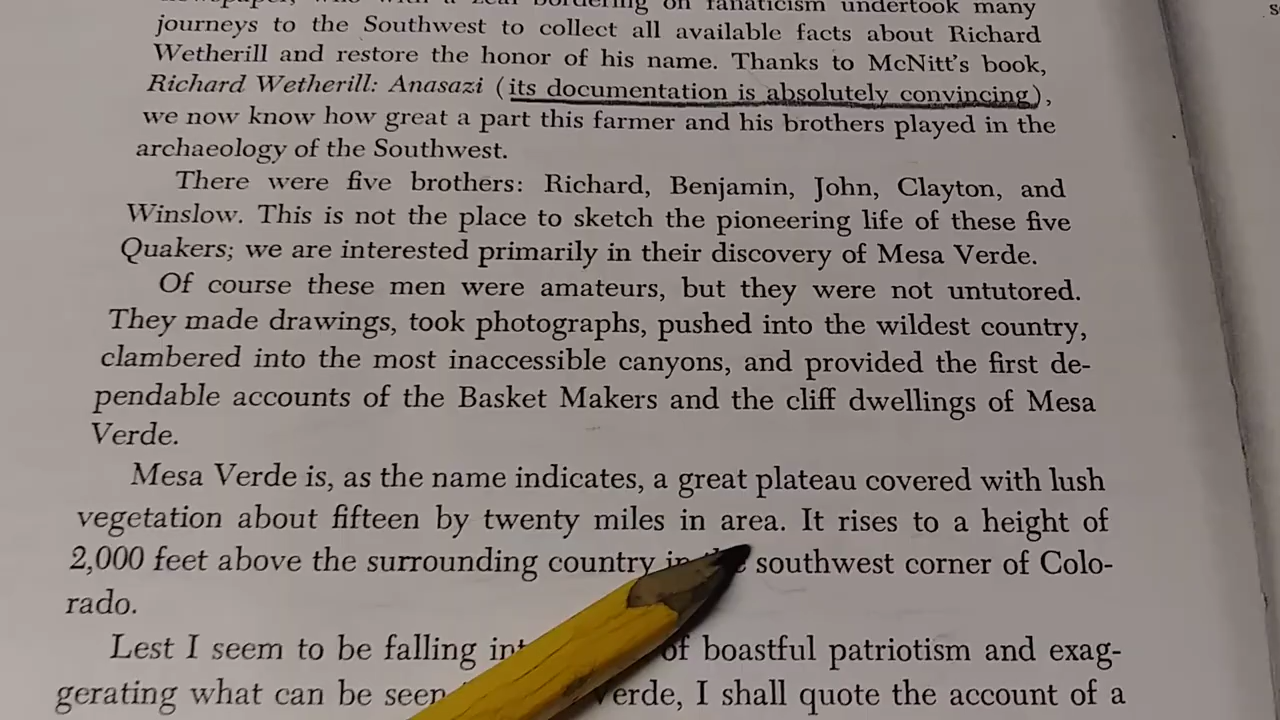 on fanaticism undertook many
journeys to the Southwest to collect all available facts about Richard
Wetherill and restore the honor of his name. Thanks to McNitt's book,
Richard Wetherill: Anasazi (its documentation is absolutely convincing),
we now know how great a part this farmer and his brothers played in the
archaeology of the Southwest.
There were five brothers: Richard, Benjamin, John, Clayton, and
Winslow. This is not the place to sketch the pioneering life of these five
Quakers; we are interested primarily in their discovery of Mesa Verde.
Of course these men were amateurs, but they were not untutored.
They made drawings, took photographs, pushed into the wildest country,
clambered into the most inaccessible canyons, and provided the first de-
pendable accounts of the Basket Makers and the cliff dwellings of Mesa
Verde.
Mesa Verde is, as the name indicates, a great plateau covered with lush
vegetation about fifteen by twenty miles in area. It rises to a height of
2,000 feet above the surrounding country southwest corner of Colo-
rado.
Lest I seem to be falling of boastful patriotism and exag-
gerating what can be seen I shall quote the account of a